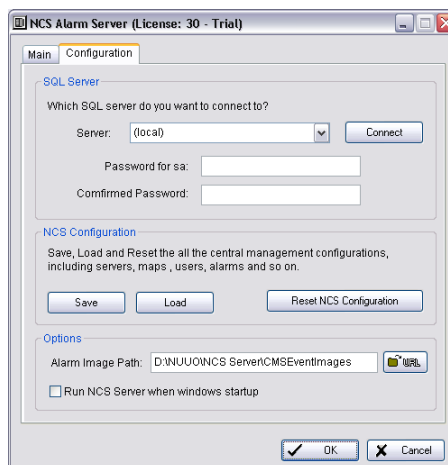 NCS Alarm Server (License: 30 - Trial)
Main Configuration
SQL Server
Which SQL server do you want to connect to?
Server: (local) Connect
Password for sa:
Comfirmed Password:
NCS Configuration
Save, Load and Reset the all the central management configurations,
including servers, maps , users, alarms and so on.
Save Load Reset NCS Configuration
Options
Alarm Image Path: D:\NUUO\NCS Server\CMSEventImages URL
Run NCS Server when windows startup
OK Cancel